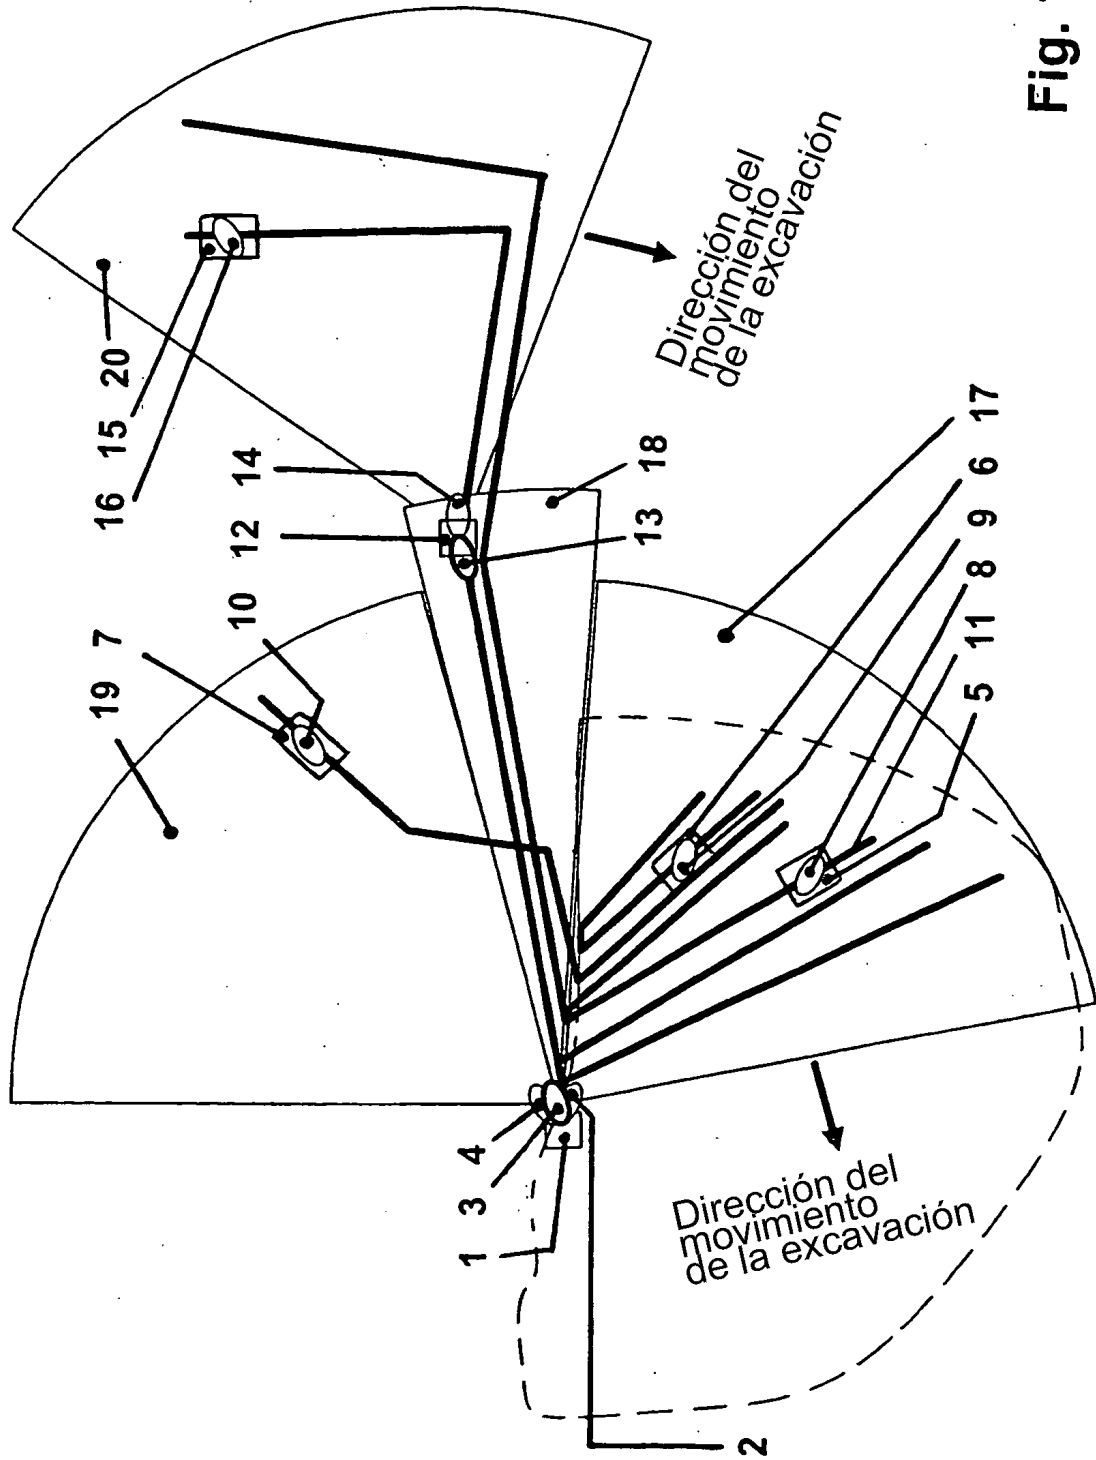 Fig.
20
15
16
14
12
10
7
19
Dirección del
movimiento
de la excavación
18
13
17
6
9
8
11
5
4
3
1
2
Dirección del
movimiento
de la excavación